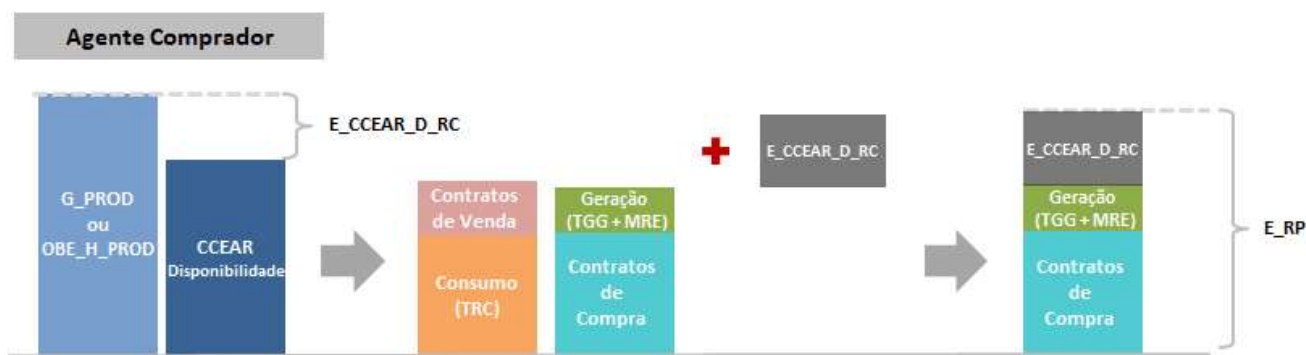 Agente Comprador
G_PROD
ou
OBE_H_PROD
CCEAR
Disponibilidade
E_CCEAR_D_RC
Contratos
de Venda
Consumo
(TRC)
Geração
(TGG + MRE)
Contratos
de
Compra
E_CCEAR_D_RC
E_CCEAR_D_RC
Geração
(TGG + MRE)
Contratos
de
Compra
E_RP